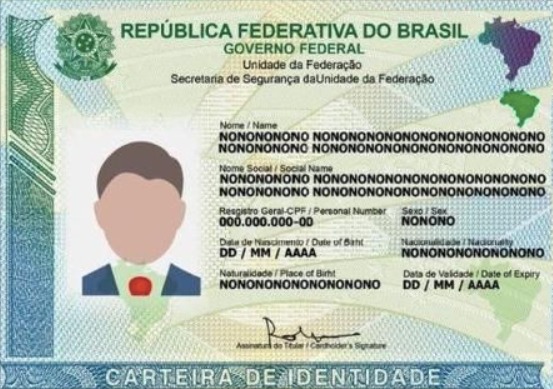 REPÚBLICA FEDERATIVA DO BRASIL
GOVERNO FEDERAL
Unidade da Federação
Secretaria de Segurança daUnidade da Federação
Nome / Name
NONONONONO NONONONONONONONONONONONONO
NONONONONO NONONONONONONONONONONONONO
Nome Social / Social Name
NONONONONO NONONONONONONONONONONONONO
NONONONONO NONONONONONONONONONONONONO
Resgistro Geral-CPF / Personal Number
000.000.000-00
Sexo / Sex
NONONO
Data de Nascimento / Date of Birht
DD / MM / AAAA
Nacionalidade / Nacionality
NONONONONONONONONO
Naturalidade / Place of Birht
NONONONONONONONONO
Data de Validade / Date of Expiry
DD / MM / AAAA
Assinatura do Titular / Cardholder's Signature
CARTEIRA DE IDENTIDADE